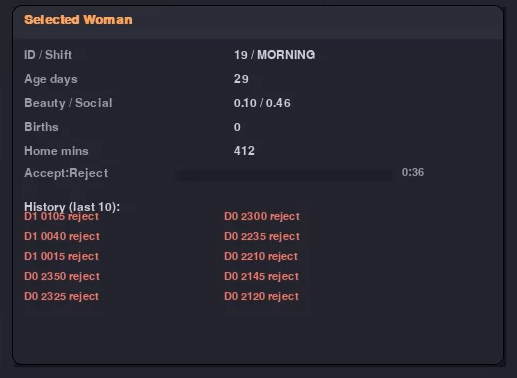 Selected Woman
ID / Shift 19 / MORNING
Age days 29
Beauty / Social 0.10 / 0.46
Births 0
Home mins 412
Accept:Reject 0:36
History (last 10):
D1 0105 reject D0 2300 reject
D1 0040 reject D0 2235 reject
D1 0015 reject D0 2210 reject
D0 2350 reject D0 2145 reject
D0 2325 reject D0 2120 reject